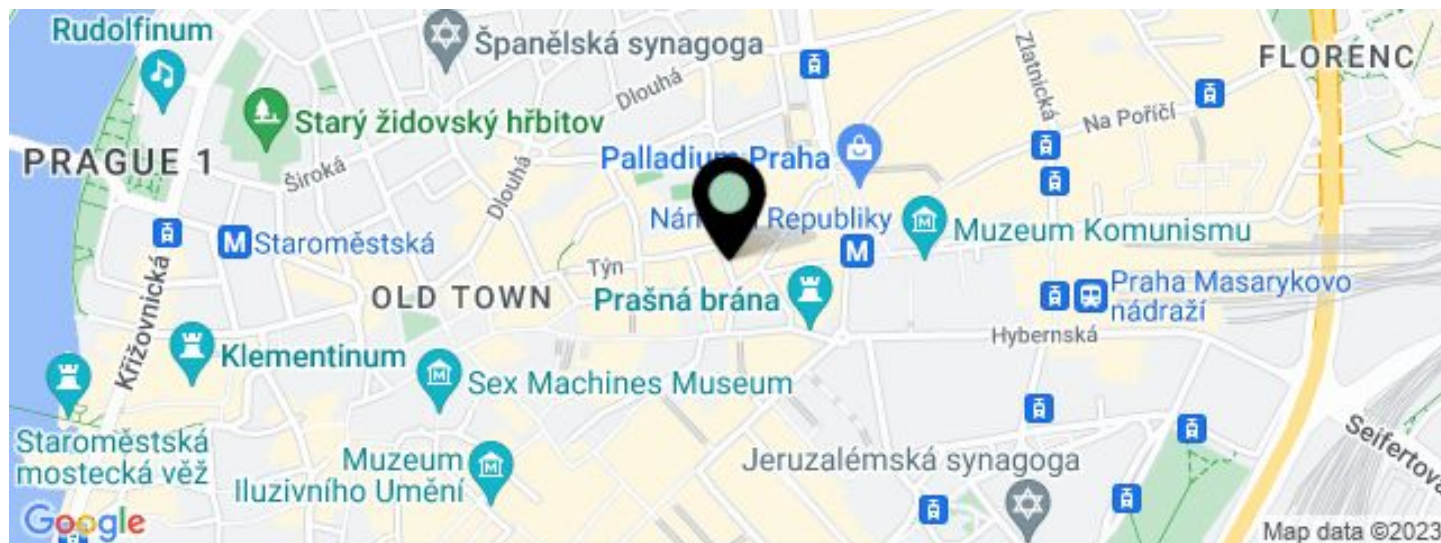 Rudolfinum
Španělská synagoga
Zlatnická
FLORENC
Dlouhá
Na Poříčí
Starý židovský hřbitov
PRAGUE 1
Široká
Dlouhá
Palladium Praha
Republiky
Muzeum Komunismu
M Staroměstská
M
Týn
Křižovnická
OLD TOWN
Prašná brána
Praha Masarykovo
nádraží
Hybernská
Klementinum
Sex Machines Museum
Staroměstská
mostecká věž
Muzeum
Iluzivního Umění
Jeruzalémská synagoga
Seifertova
Google
Map data ©2023